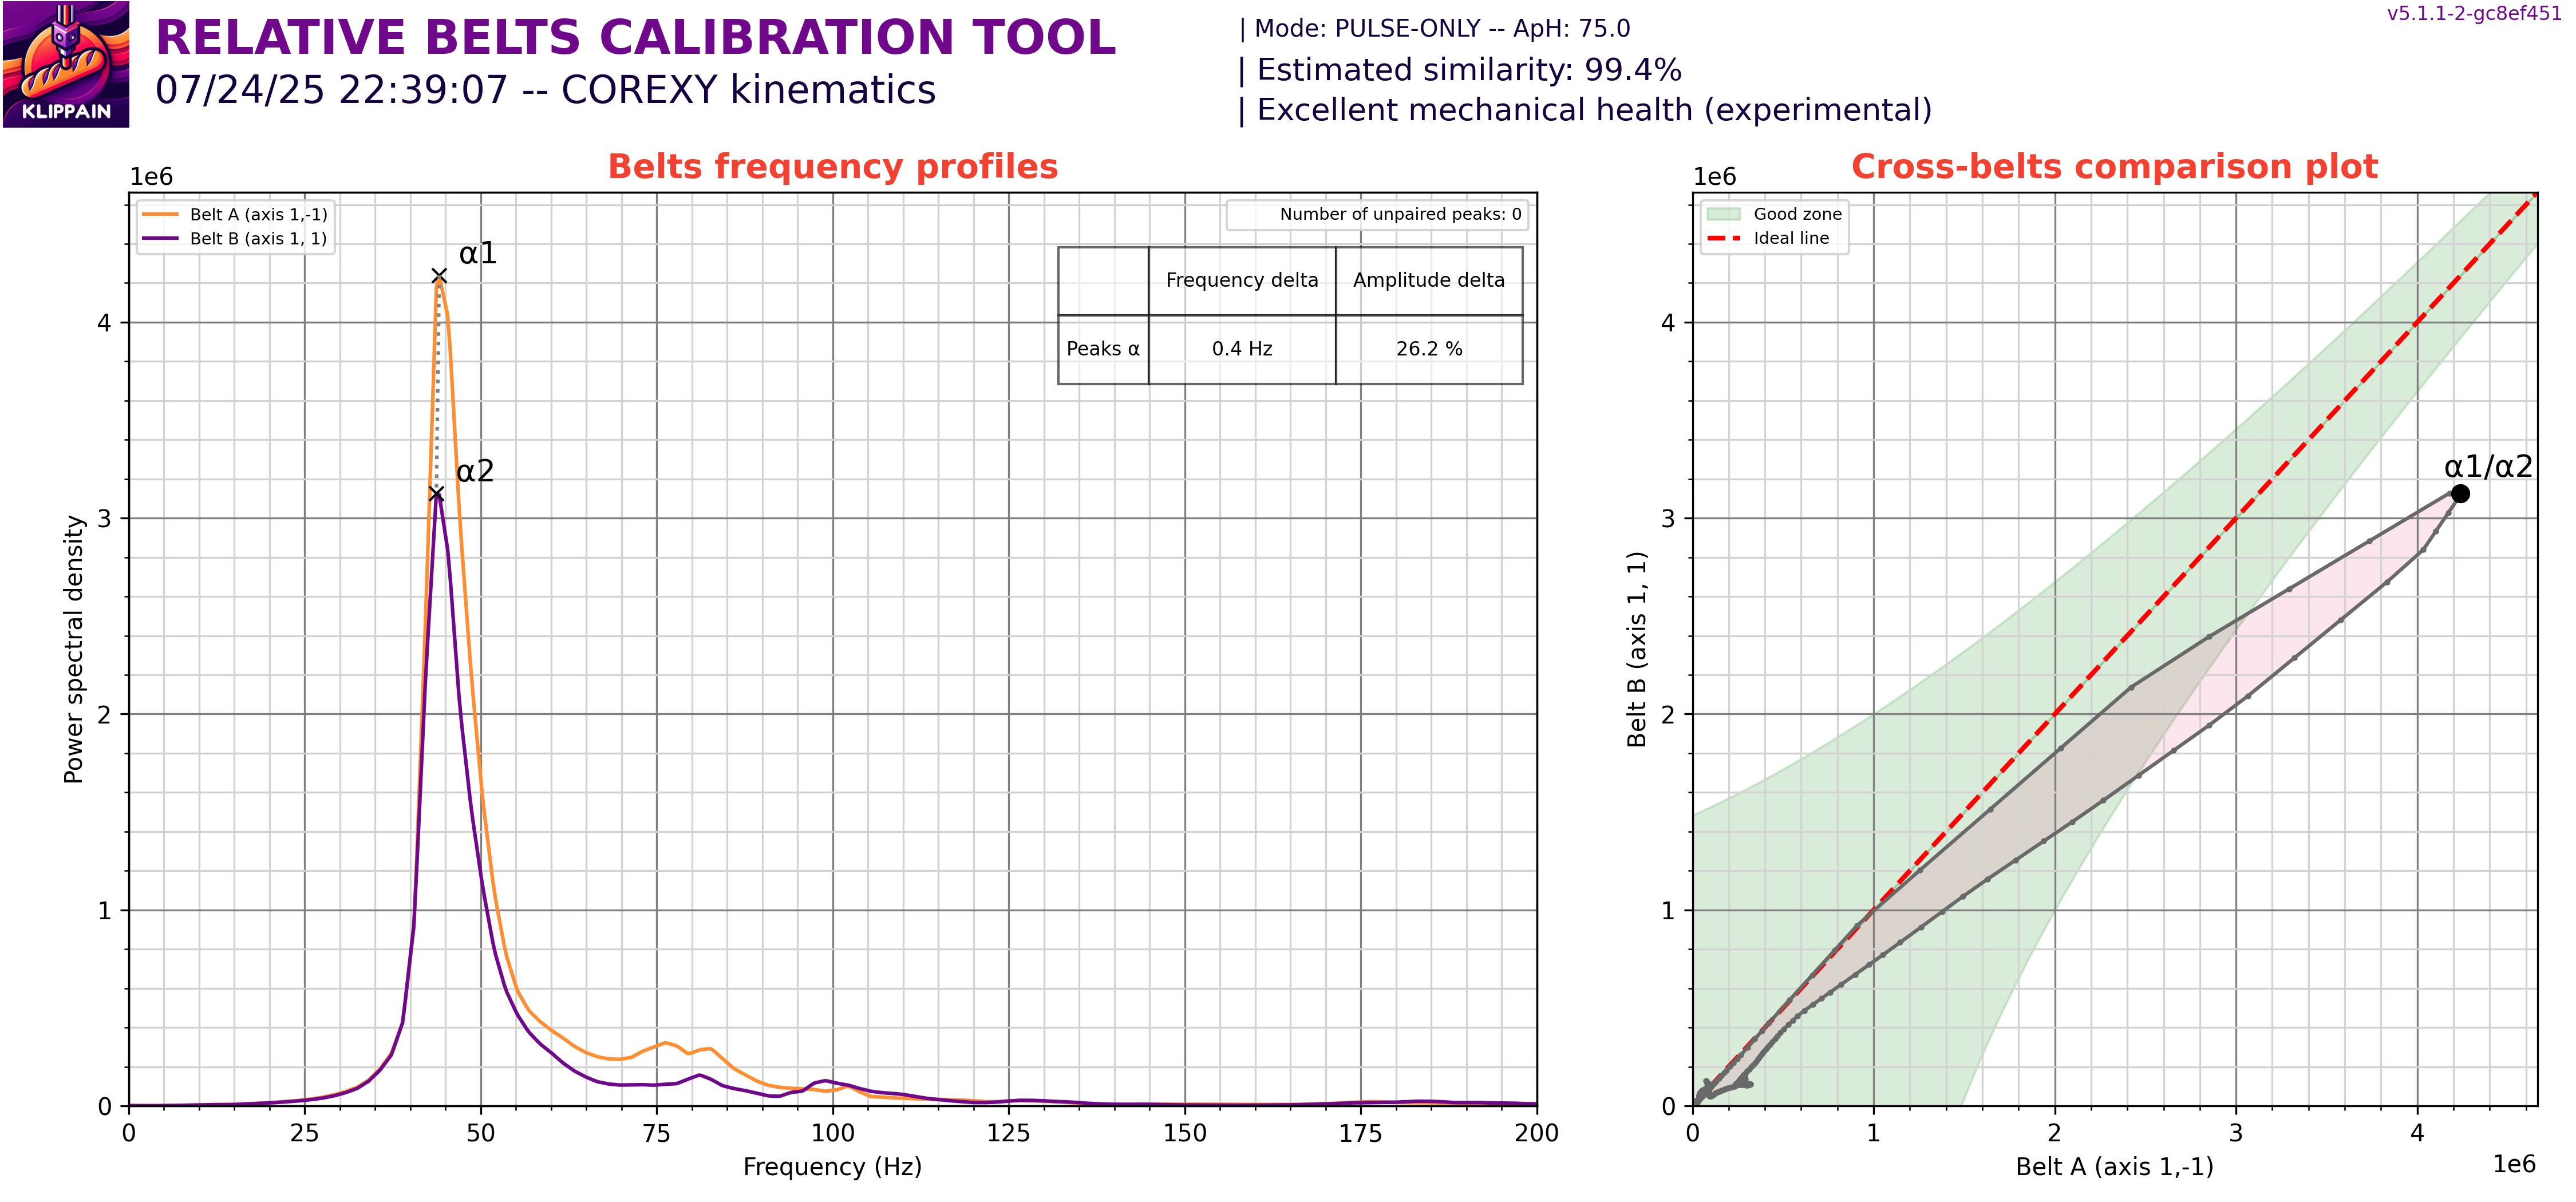 KLIPPAIN
RELATIVE BELTS CALIBRATION TOOL
07/24/25 22:39:07 -- COREXY kinematics
| Mode: PULSE-ONLY -- ApH: 75.0
| Estimated similarity: 99.4%
| Excellent mechanical health (experimental)
v5.1.1-2-gc8ef451
Belts frequency profiles
1e6
Belt A (axis 1,-1)
Belt B (axis 1, 1)
Number of unpaired peaks: 0
Frequency delta Amplitude delta
Peaks α 0.4 Hz 26.2 %
α1
α2
4
3
2
1
0
Power spectral density
0 25 50 75 100 125 150 175 200
Frequency (Hz)
Cross-belts comparison plot
1e6
Good zone
Ideal line
α1/α2
4
3
2
1
0
Belt B (axis 1, 1)
0 1 2 3 4
Belt A (axis 1,-1)
1e6